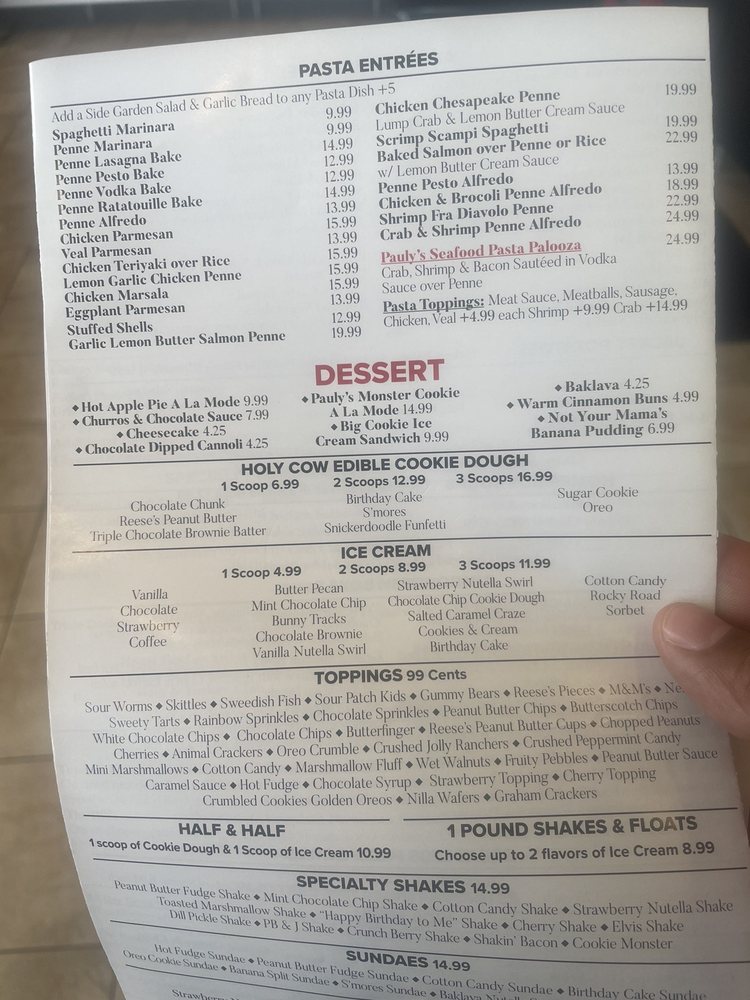 PASTA ENTRÉES
Add a Side Garden Salad & Garlic Bread to any Pasta Dish +5
Spaghetti Marinara 9.99
Penne Marinara 9.99
Penne Lasagna Bake 14.99
Penne Pesto Bake 12.99
Penne Vodka Bake 12.99
Penne Ratatouille Bake 14.99
Penne Alfredo 13.99
Chicken Parmesan 15.99
Veal Parmesan 13.99
Chicken Teriyaki over Rice 15.99
Lemon Garlic Chicken Penne 15.99
Chicken Marsala 15.99
Eggplant Parmesan 13.99
Stuffed Shells 12.99
Garlic Lemon Butter Salmon Penne 19.99
Chicken Chesapeake Penne 19.99
Lump Crab & Lemon Butter Cream Sauce
Scrimp Scampi Spaghetti 19.99
Baked Salmon over Penne or Rice 22.99
w/ Lemon Butter Cream Sauce
Penne Pesto Alfredo 13.99
Chicken & Brocoli Penne Alfredo 18.99
Shrimp Fra Diavolo Penne 22.99
Crab & Shrimp Penne Alfredo 24.99
Pauly's Seafood Pasta Palooza 24.99
Crab, Shrimp & Bacon Sautéed in Vodka
Sauce over Penne
Pasta Toppings: Meat Sauce, Meatballs, Sausage,
Chicken, Veal +4.99 each Shrimp +9.99 Crab +14.99
DESSERT
◆ Hot Apple Pie A La Mode 9.99
◆ Churros & Chocolate Sauce 7.99
◆ Cheesecake 4.25
◆ Chocolate Dipped Cannoli 4.25
◆ Pauly's Monster Cookie
A La Mode 14.99
◆ Big Cookie Ice
Cream Sandwich 9.99
◆ Baklava 4.25
◆ Warm Cinnamon Buns 4.99
◆ Not Your Mama's
Banana Pudding 6.99
HOLY COW EDIBLE COOKIE DOUGH
1 Scoop 6.99 2 Scoops 12.99 3 Scoops 16.99
Chocolate Chunk
Reese's Peanut Butter
Triple Chocolate Brownie Batter
Birthday Cake
S'mores
Snickerdoodle Funfetti
Sugar Cookie
Oreo
ICE CREAM
1 Scoop 4.99 2 Scoops 8.99 3 Scoops 11.99
Vanilla
Chocolate
Strawberry
Coffee
Butter Pecan
Mint Chocolate Chip
Bunny Tracks
Chocolate Brownie
Vanilla Nutella Swirl
Strawberry Nutella Swirl
Chocolate Chip Cookie Dough
Salted Caramel Craze
Cookies & Cream
Birthday Cake
Cotton Candy
Rocky Road
Sorbet
TOPPINGS 99 Cents
Sour Worms ◆ Skittles ◆ Sweedish Fish ◆ Sour Patch Kids ◆ Gummy Bears ◆ Reese's Pieces ◆ M&M's ◆
Sweety Tarts ◆ Rainbow Sprinkles ◆ Chocolate Sprinkles ◆ Peanut Butter Chips ◆ Butterscotch Chips
White Chocolate Chips ◆ Chocolate Chips ◆ Butterfinger ◆ Reese's Peanut Butter Cups ◆ Chopped Peanuts
Cherries ◆ Animal Crackers ◆ Oreo Crumble ◆ Crushed Jolly Ranchers ◆ Crushed Peppermint Candy
Mini Marshmallows ◆ Cotton Candy ◆ Marshmallow Fluff ◆ Wet Walnuts ◆ Fruity Pebbles ◆ Peanut Butter Sauce
Caramel Sauce ◆ Hot Fudge ◆ Chocolate Syrup ◆ Strawberry Topping ◆ Cherry Topping
Crumbled Cookies Golden Oreos ◆ Nilla Wafers ◆ Graham Crackers
HALF & HALF
1 scoop of Cookie Dough & 1 Scoop of Ice Cream 10.99
1 POUND SHAKES & FLOATS
Choose up to 2 flavors of Ice Cream 8.99
SPECIALTY SHAKES 14.99
Peanut Butter Fudge Shake ◆ Mint Chocolate Chip Shake ◆ Cotton Candy Shake ◆ Strawberry Nutella Shake
Toasted Marshmallow Shake ◆ "Happy Birthday to Me" Shake ◆ Cherry Shake ◆ Elvis Shake
Dill Pickle Shake ◆ PB & J Shake ◆ Crunch Berry Shake ◆ Shakin' Bacon ◆ Cookie Monster
SUNDAES 14.99
Hot Fudge Sundae ◆ Peanut Butter Fudge Sundae ◆ Cotton Candy Sundae ◆ Birthday Cake Sundae
Oreo Cookie Sundae ◆ Banana Split Sundae ◆ S'mores Sundae ◆ Baklava